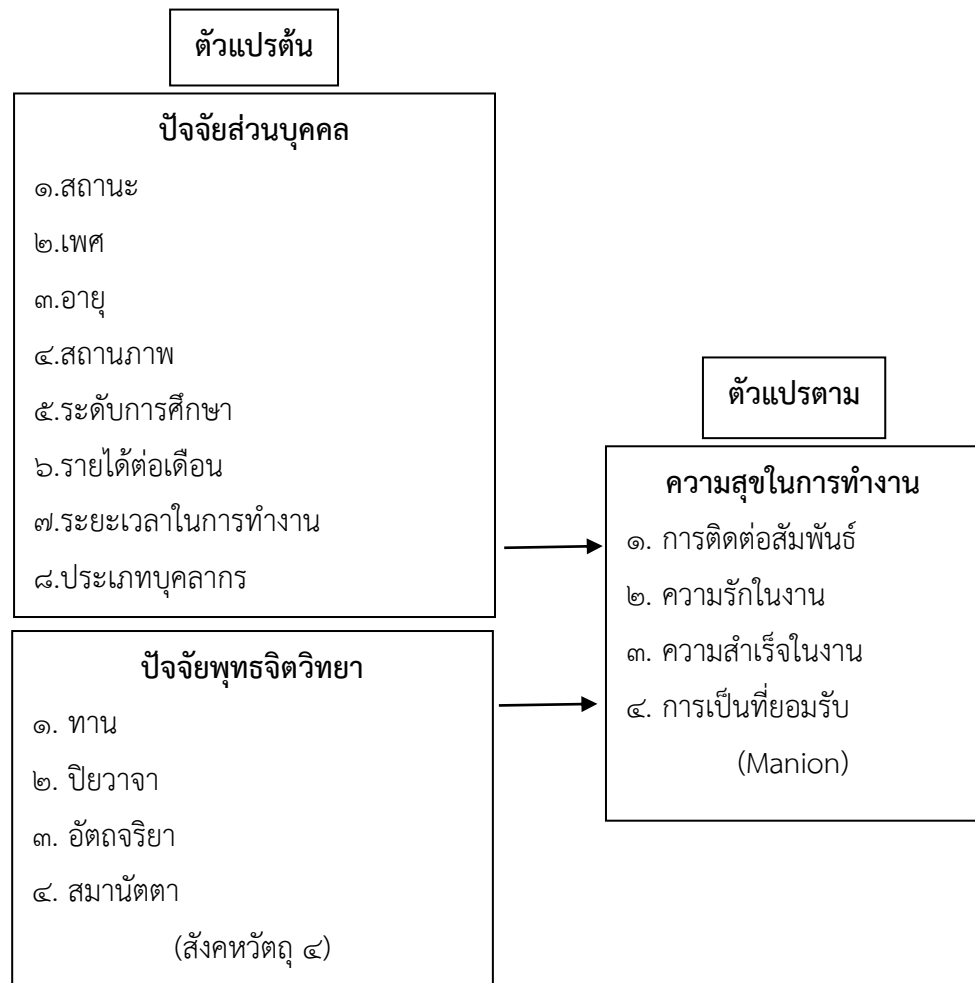 ตัวแปรต้น
ปัจจัยส่วนบุคคล
๑.สถานะ
๒.เพศ
๓.อายุ
๔.สถานภาพ
๕.ระดับการศึกษา
๖.รายได้ต่อเดือน
๗.ระยะเวลาในการทำงาน
๘.ประเภทบุคลากร
ปัจจัยพุทธจิตวิทยา
๑. ทาน
๒. ปิยวาจา
๓. อัตถจริยา
๔. สมานัตตา
(สังคหวัตถุ ๔)
ตัวแปรตาม
ความสุขในการทำงาน
๑. การติดต่อสัมพันธ์
๒. ความรักในงาน
๓. ความสำเร็จในงาน
๔. การเป็นที่ยอมรับ
(Manion)